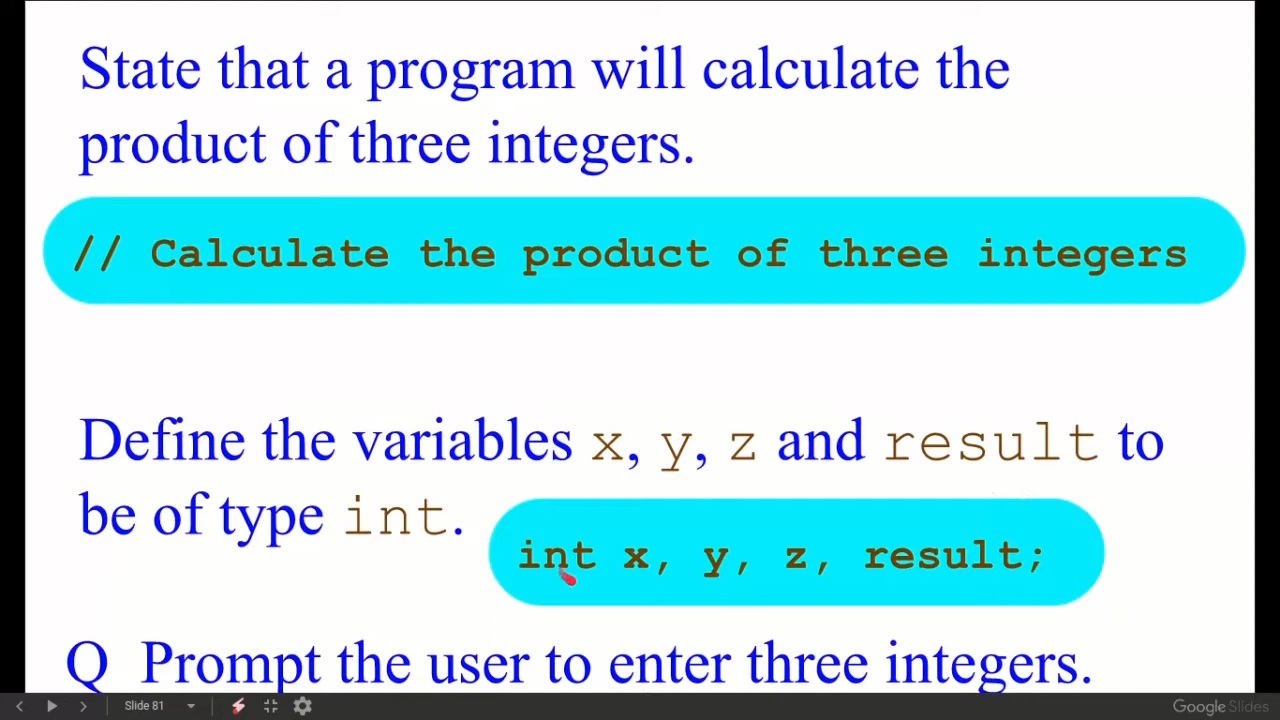 State that a program will calculate the
product of three integers.
// Calculate the product of three integers
Define the variables x, y, z and result to
be of type int.
int x, y, z, result;
Q Prompt the user to enter three integers.
Slide 81
Google Slides